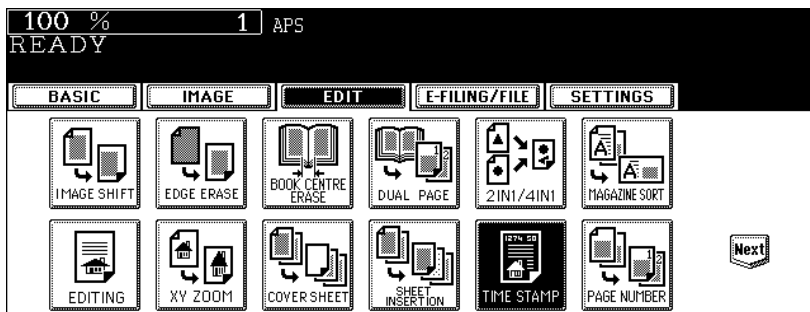 100 % 1 APS
READY
BASIC IMAGE EDIT E-FILING/FILE SETTINGS
IMAGE SHIFT EDGE ERASE BOOK CENTRE ERASE DUAL PAGE 2IN1/4IN1 MAGAZINE SORT
Next
EDITING XY ZOOM COVER SHEET SHEET INSERTION TIME STAMP PAGE NUMBER